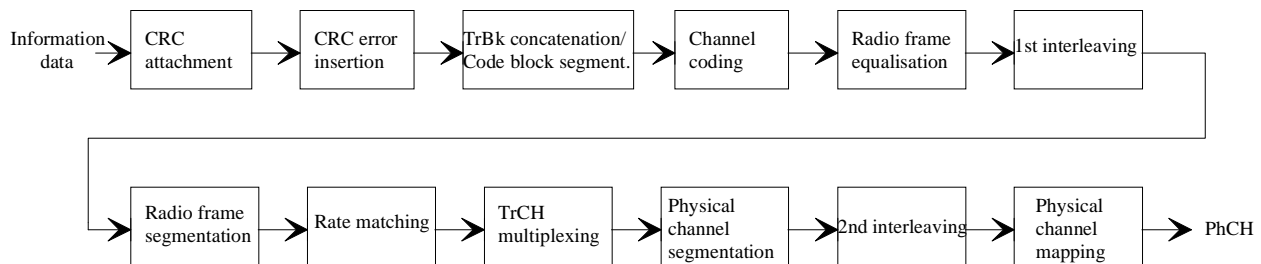 Information
data
CRC
attachment
CRC error
insertion
TrBk concatenation/
Code block segment.
Channel
coding
Radio frame
equalisation
1st interleaving
Radio frame
segmentation
Rate matching
TrCH
multiplexing
Physical
channel
segmentation
2nd interleaving
Physical
channel
mapping
PhCH